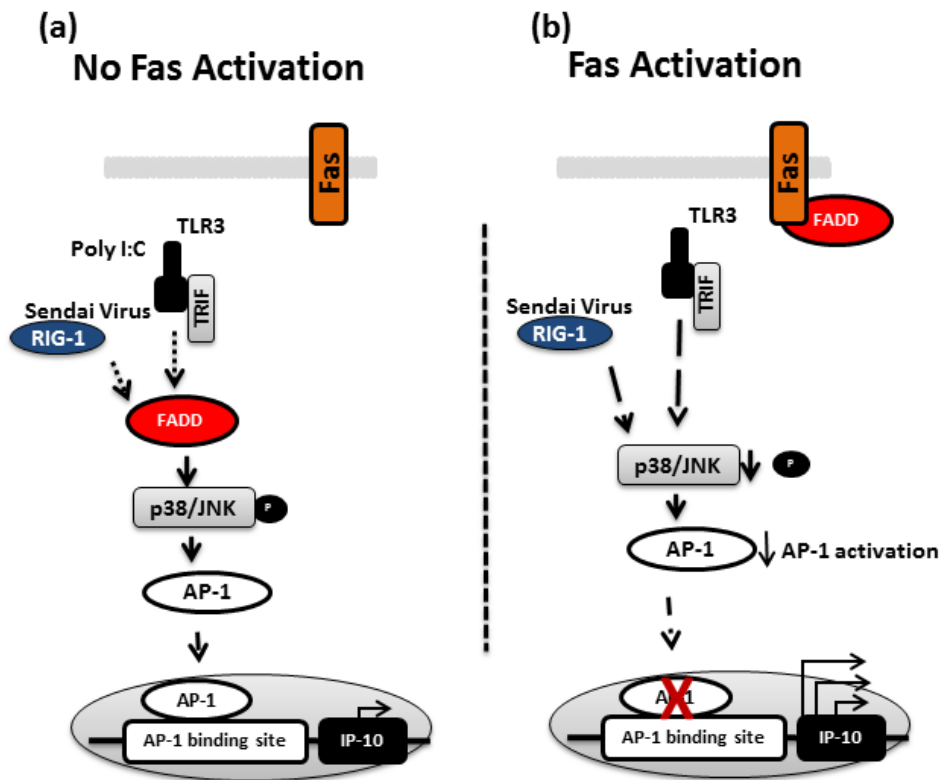 (a)
No Fas Activation
Fas
TLR3
Poly I:C
TRIF
Sendai Virus
RIG-1
FADD
p38/JNK
P
AP-1
AP-1
AP-1 binding site
IP-10
(b)
Fas Activation
Fas
FADD
TLR3
TRIF
Sendai Virus
RIG-1
p38/JNK
P
AP-1
AP-1 activation
AP-1
AP-1 binding site
IP-10